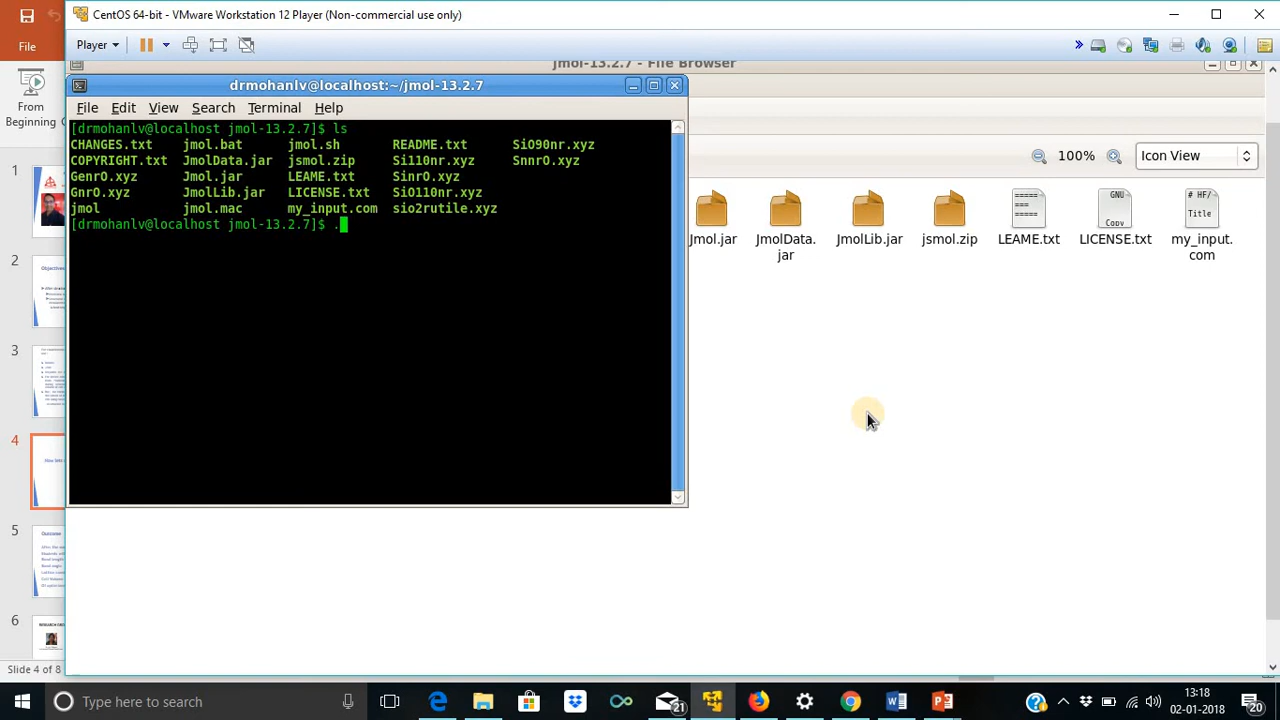 CentOS 64-bit - VMware Workstation 12 Player (Non-commercial use only)
File
Player
jmol-13.2.7 - File Browser
drmohanlv@localhost:~/jmol-13.2.7
File Edit View Search Terminal Help
[drmohanlv@localhost jmol-13.2.7]$ ls
CHANGES.txt jmol.bat jmol.sh README.txt SiO90nr.xyz
COPYRIGHT.txt JmolData.jar jsmol.zip Si110nr.xyz SnnrO.xyz
GenrO.xyz Jmol.jar LEAME.txt SinrO.xyz
GnrO.xyz JmolLib.jar LICENSE.txt SiO110nr.xyz
jmol jmol.mac my_input.com sio2rutile.xyz
[drmohanlv@localhost jmol-13.2.7]$ .
100% Icon View
From
Beginning
Jmol.jar
JmolData.
jar
JmolLib.jar
jsmol.zip
=====
=====
LEAME.txt
GNU
Copy
LICENSE.txt
# HF/
Title
my_input.
com
1
2
Objectives
3
4
5
Outcome
6
Slide 4 of 8
Type here to search
21
13:18
02-01-2018
20